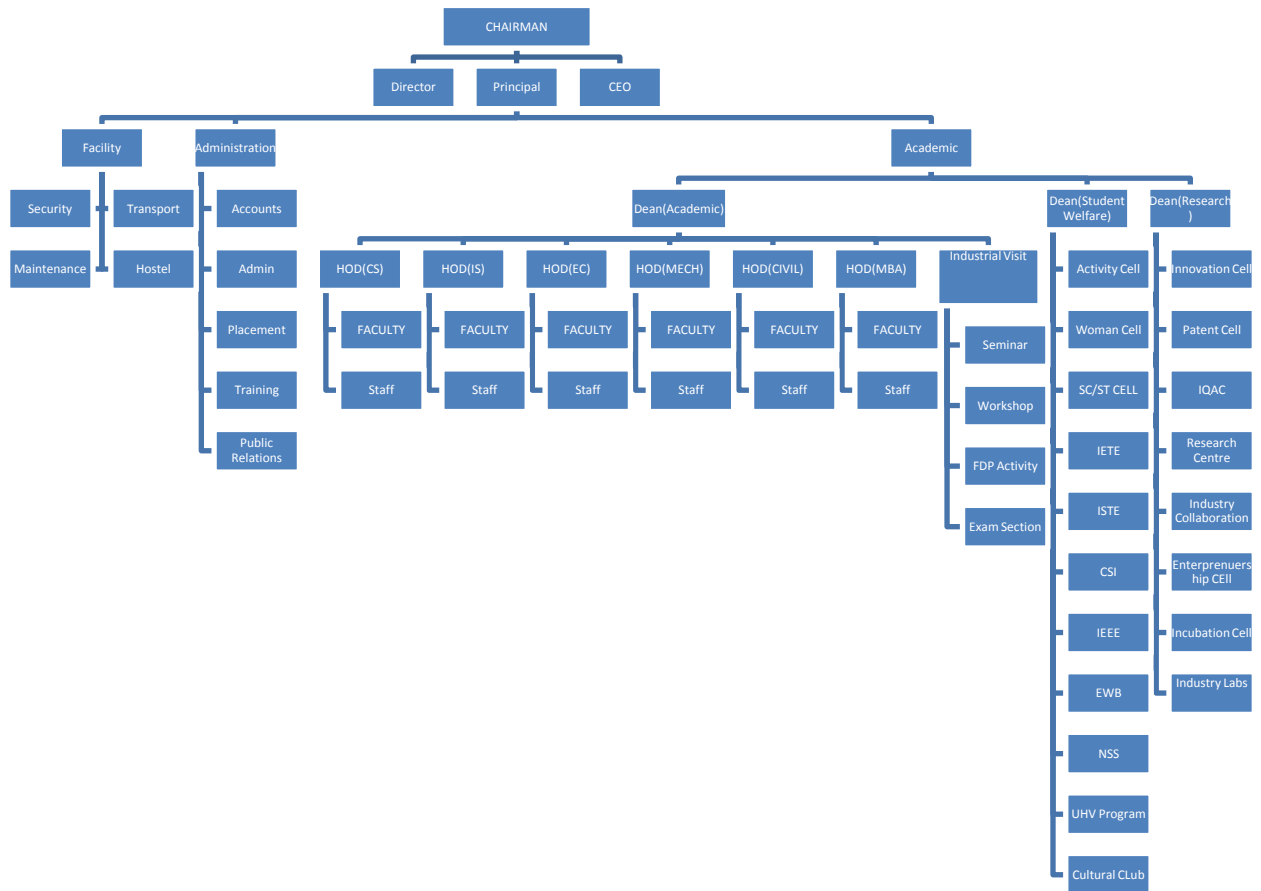 CHAIRMAN
Director
Principal
CEO
Facility
Administration
Academic
Security
Transport
Maintenance
Hostel
Accounts
Admin
Placement
Training
Public
Relations
Dean(Academic)
HOD(CS)
FACULTY
Staff
HOD(IS)
FACULTY
Staff
HOD(EC)
FACULTY
Staff
HOD(MECH)
FACULTY
Staff
HOD(CIVIL)
FACULTY
Staff
HOD(MBA)
FACULTY
Staff
Industrial Visit
Seminar
Workshop
FDP Activity
Exam Section
Dean(Student
Welfare)
Activity Cell
Woman Cell
SC/ST CELL
IETE
ISTE
CSI
IEEE
EWB
NSS
UHV Program
Cultural CLub
Dean(Research
)
Innovation Cell
Patent Cell
IQAC
Research
Centre
Industry
Collaboration
Enterprenuers
hip CEll
Incubation Cell
Industry Labs